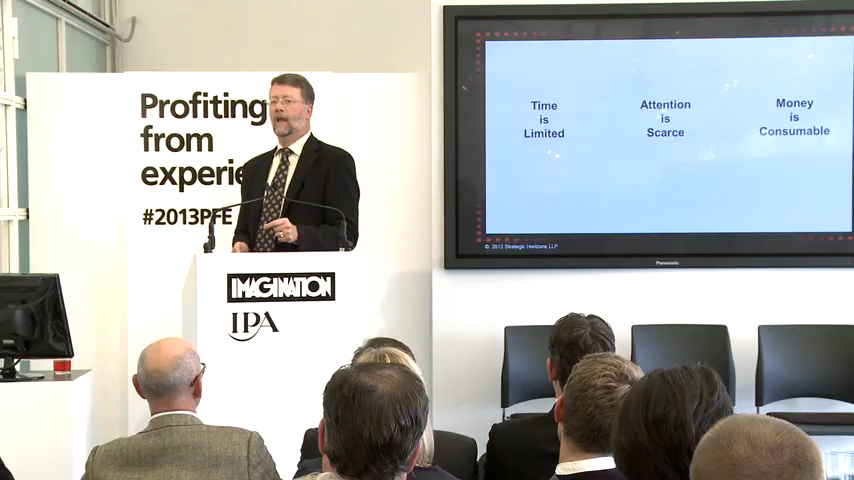 Profiting
from
experie
#2013PFE
IMAGINATION
IPA
Time
is
Limited
Attention
is
Scarce
Money
is
Consumable
© 2013 Strategic Horizons LLP
Panasonic